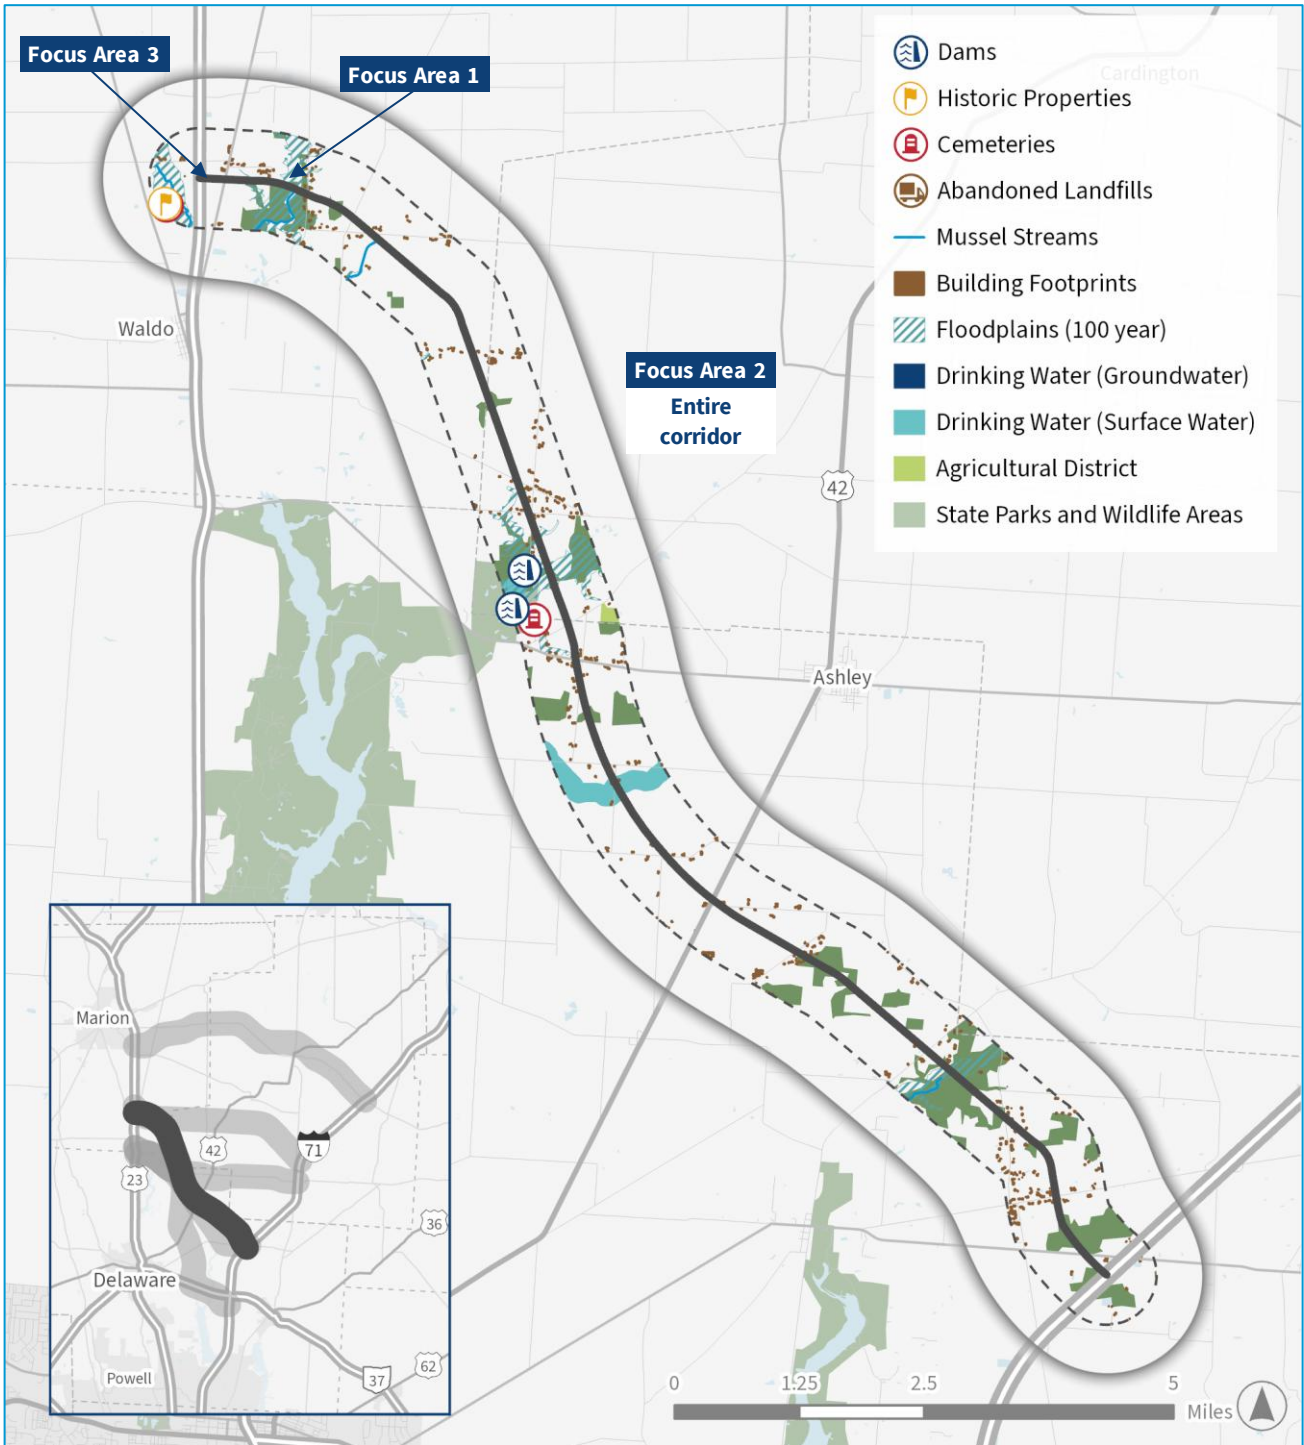 Focus Area 3
Focus Area 1
Cardington
Dams
Historic Properties
Cemeteries
Abandoned Landfills
Mussel Streams
Building Footprints
Floodplains (100 year)
Drinking Water (Groundwater)
Drinking Water (Surface Water)
Agricultural District
State Parks and Wildlife Areas
Waldo
Focus Area 2
Entire
corridor
42
Ashley
Marion
42
71
23
36
Delaware
Powell
37
62
0 1.25 2.5 5
Miles